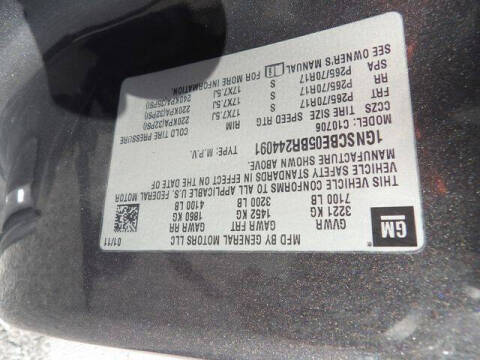 GM
MFD BY GENERAL MOTORS LLC
01/11
GVWR GAWR FRT GAWR RR
3221 KG 1452 KG 1860 KG
7100 LB 3200 LB 4100 LB
THIS VEHICLE CONFORMS TO ALL APPLICABLE U.S. FEDERAL MOTOR
VEHICLE SAFETY STANDARDS IN EFFECT ON THE DATE OF
MANUFACTURE SHOWN ABOVE.
1GNSCBE05BR244091 TYPE: M.P.V.
MODEL: C10706
CC2S TIRE SIZE SPEED RTG RIM COLD TIRE PRESSURE
FRT P265/70R17 S 17X7.5J 220KPA(32PSI)
RR P265/70R17 S 17X7.5J 220KPA(32PSI)
SPA P265/70R17 17X7.5J 240KPA(35PSI)
SEE OWNER'S MANUAL FOR MORE INFORMATION.